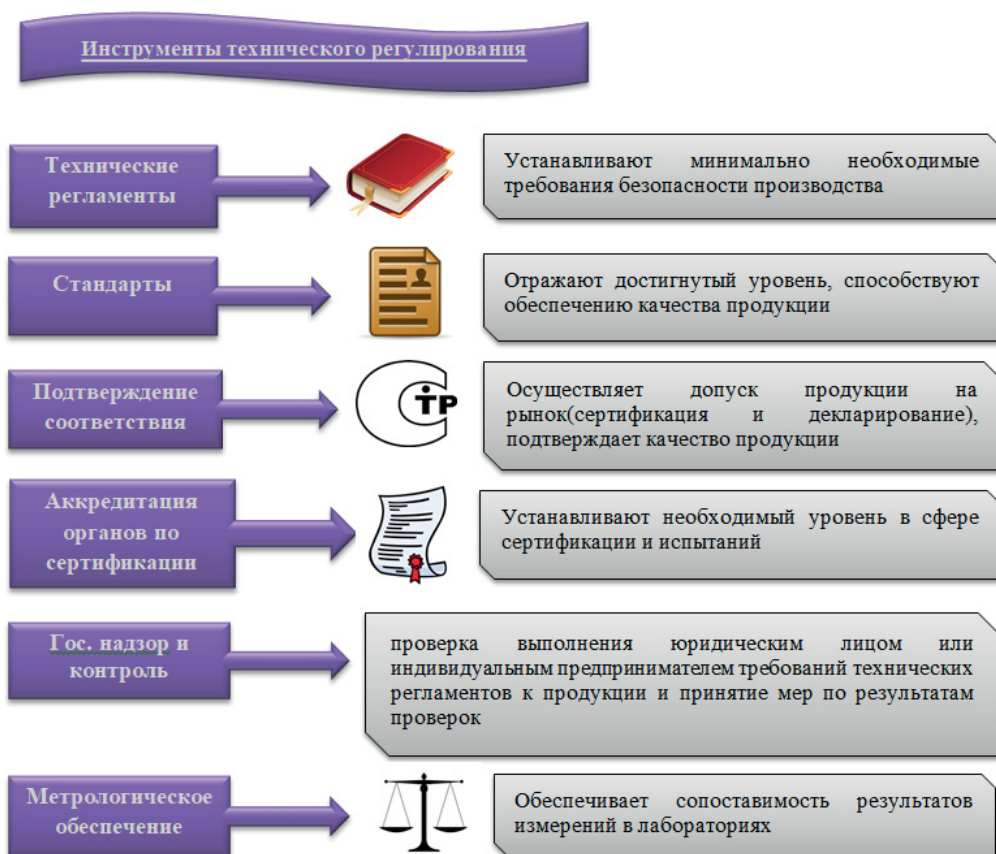 Инструменты технического регулирования
Технические
регламенты
Устанавливают минимально необходимые
требования безопасности производства
Стандарты
Отражают достигнутый уровень, способствуют
обеспечению качества продукции
Подтверждение
соответствия
СТР
Осуществляет допуск продукции на
рынок(сертификация и декларирование),
подтверждает качество продукции
Аккредитация
органов по
сертификации
Устанавливают необходимый уровень в сфере
сертификации и испытаний
Гос. надзор и
контроль
проверка выполнения юридическим лицом или
индивидуальным предпринимателем требований технических
регламентов к продукции и принятие мер по результатам
проверок
Метрологическое
обеспечение
Обеспечивает сопоставимость результатов
измерений в лабораториях